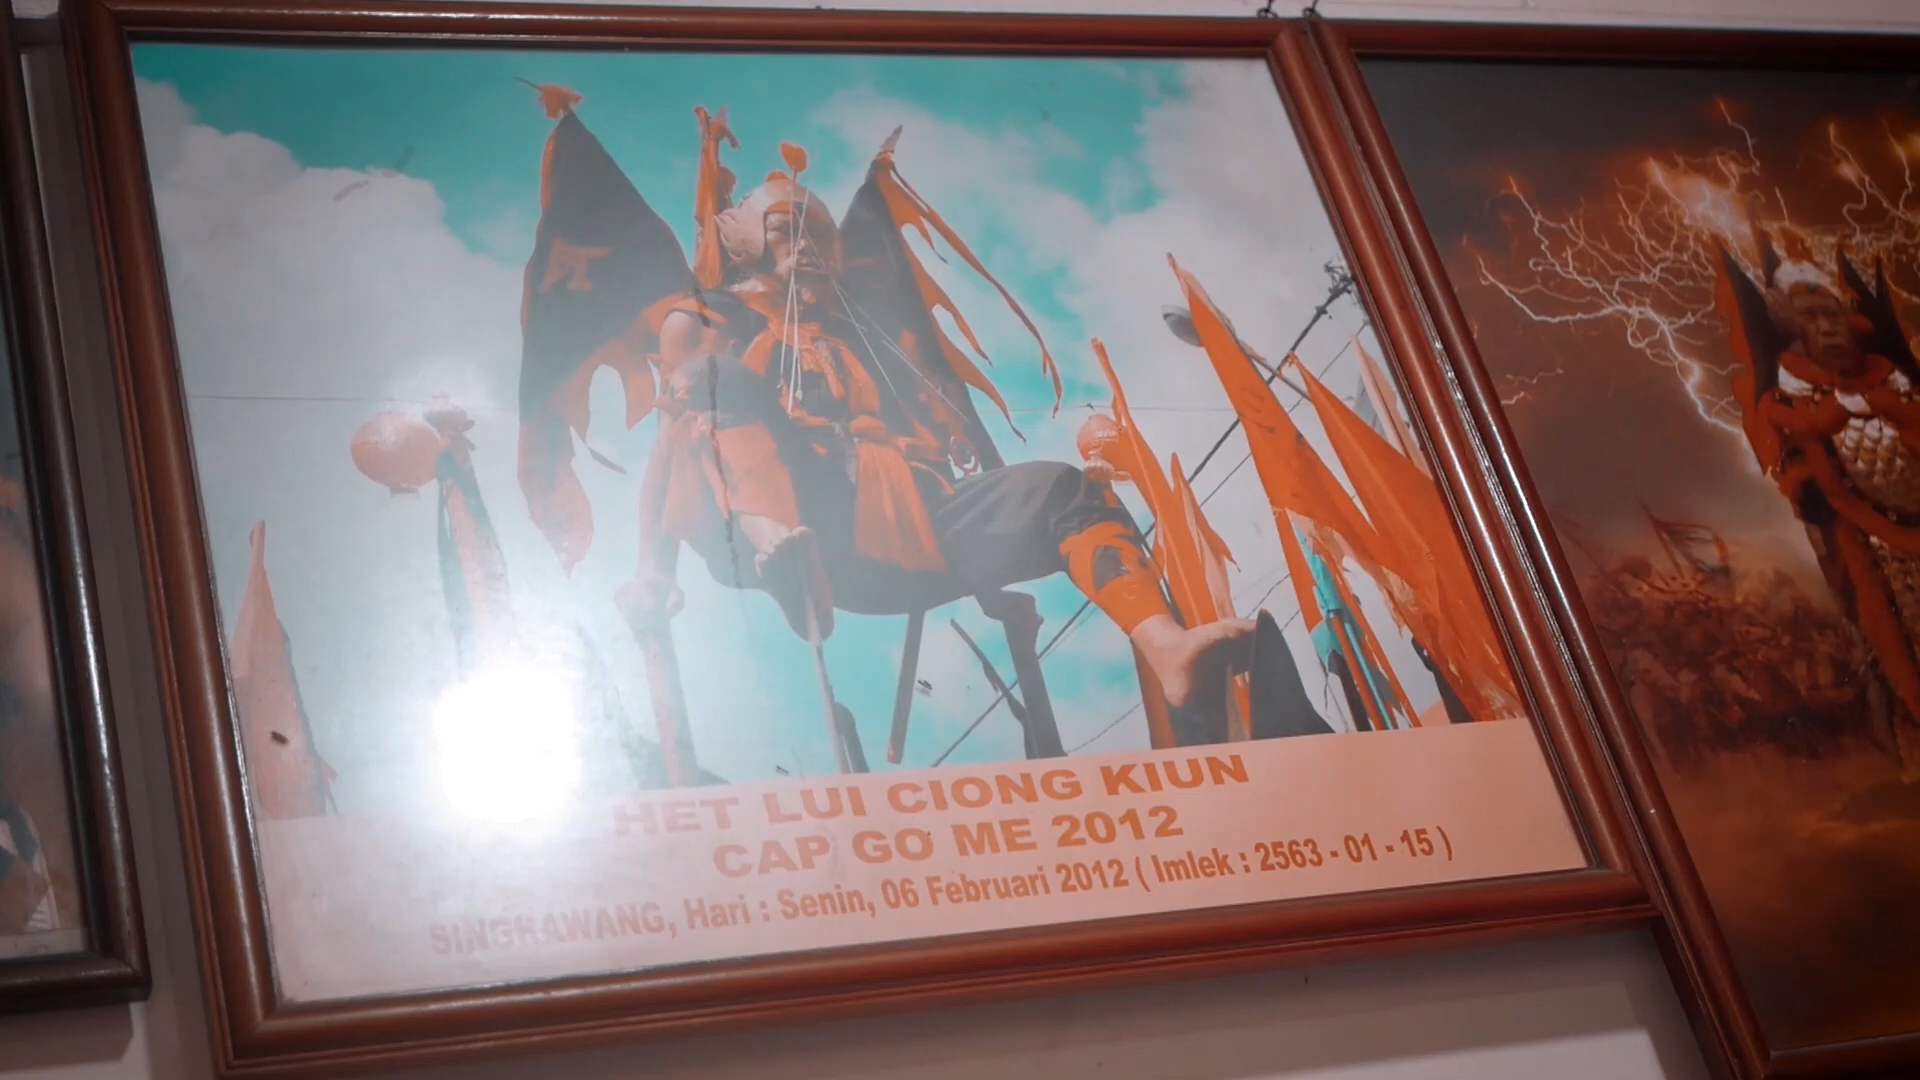 HET LUI CIONG KIUN
CAP GO ME 2012
SINGKAWANG, Hari : Senin, 06 Februari 2012 ( Imlek : 2563 - 01 - 15 )